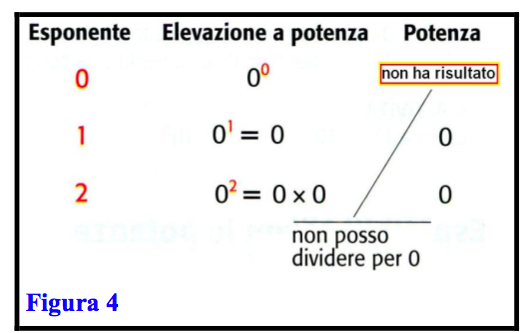 Esponente Elevazione a potenza Potenza
0 0⁰ non ha risultato
1 0¹ = 0 0
2 0² = 0 × 0 0
non posso
dividere per 0
Figura 4